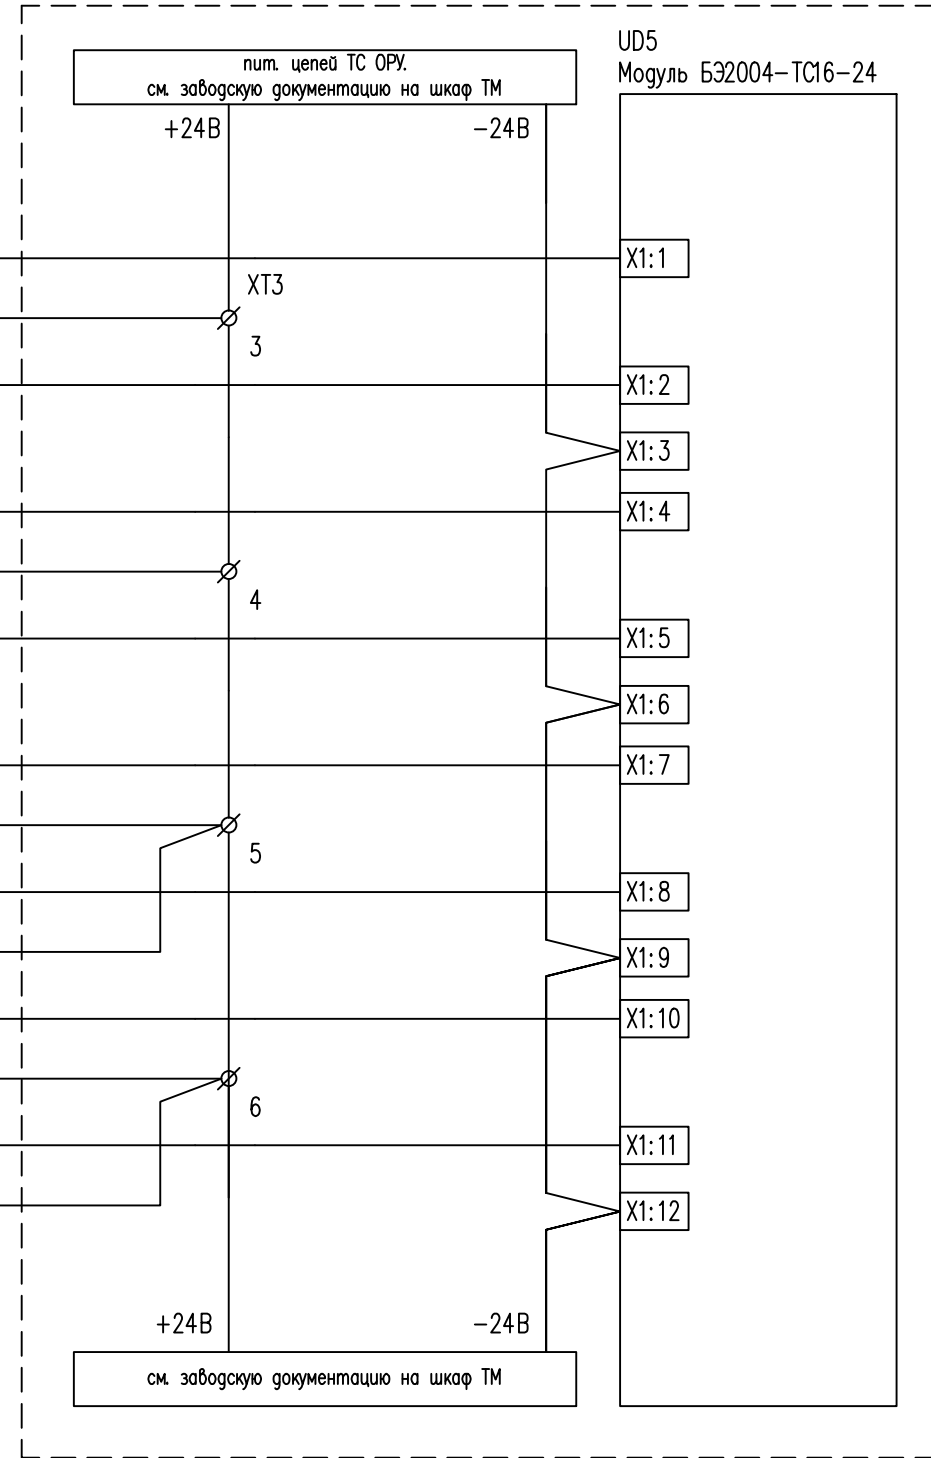 UD5
Модуль БЭ2004-ТС16-24
пит. цепей ТС ОРУ.
см. заводскую документацию на шкаф ТМ
+24В
-24В
X1:1
XT3
3
X1:2
X1:3
X1:4
4
X1:5
X1:6
X1:7
5
X1:8
X1:9
X1:10
6
X1:11
X1:12
+24В
-24В
см. заводскую документацию на шкаф ТМ